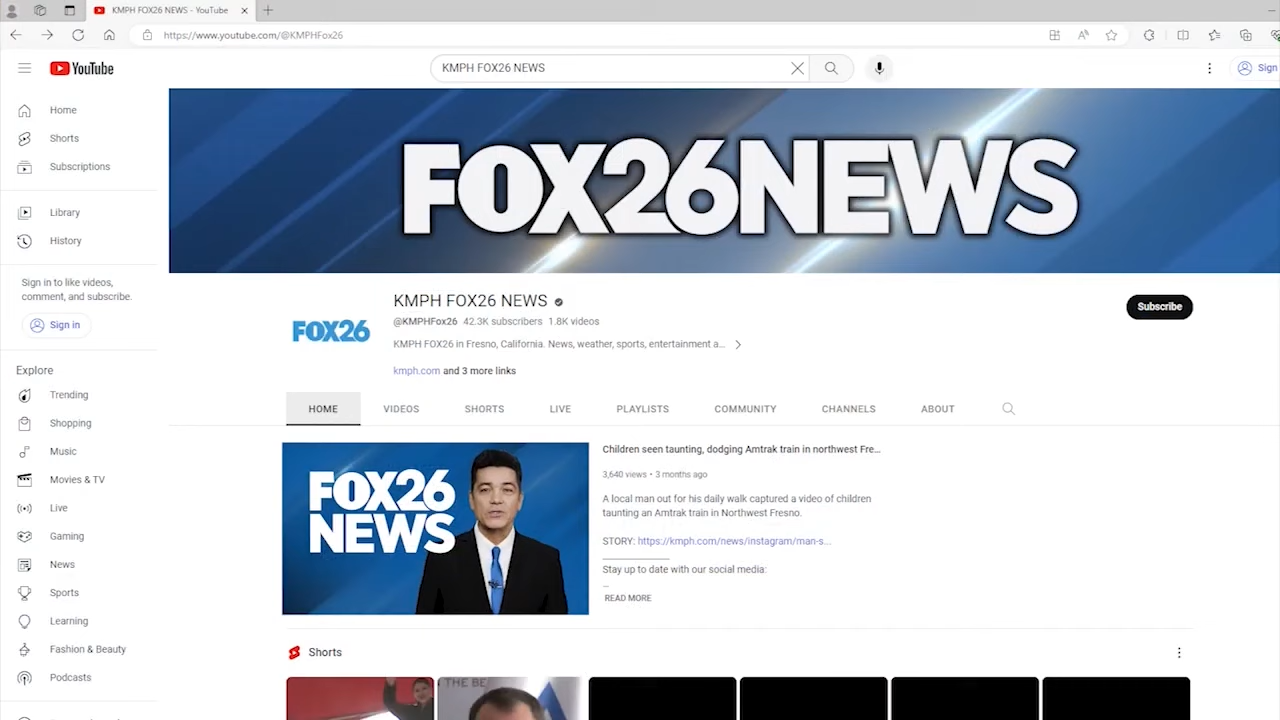 KMPH FOX26 NEWS - YouTube
https://www.youtube.com/@KMPHFox26
YouTube
KMPH FOX26 NEWS
Sign
Home
Shorts
Subscriptions
Library
History
Sign in to like videos,
comment, and subscribe.
Sign in
Explore
Trending
Shopping
Music
Movies & TV
Live
Gaming
News
Sports
Learning
Fashion & Beauty
Podcasts
FOX26NEWS
FOX26
KMPH FOX26 NEWS
@KMPHFox26 42.3K subscribers 1.8K videos
KMPH FOX26 in Fresno, California. News, weather, sports, entertainment a...
kmph.com and 3 more links
Subscribe
HOME VIDEOS SHORTS LIVE PLAYLISTS COMMUNITY CHANNELS ABOUT
FOX26
NEWS
Children seen taunting, dodging Amtrak train in northwest Fre...
3,640 views • 3 months ago
A local man out for his daily walk captured a video of children
taunting an Amtrak train in Northwest Fresno.
STORY: https://kmph.com/news/instagram/man-s...
Stay up to date with our social media:
...
READ MORE
Shorts
THE BE